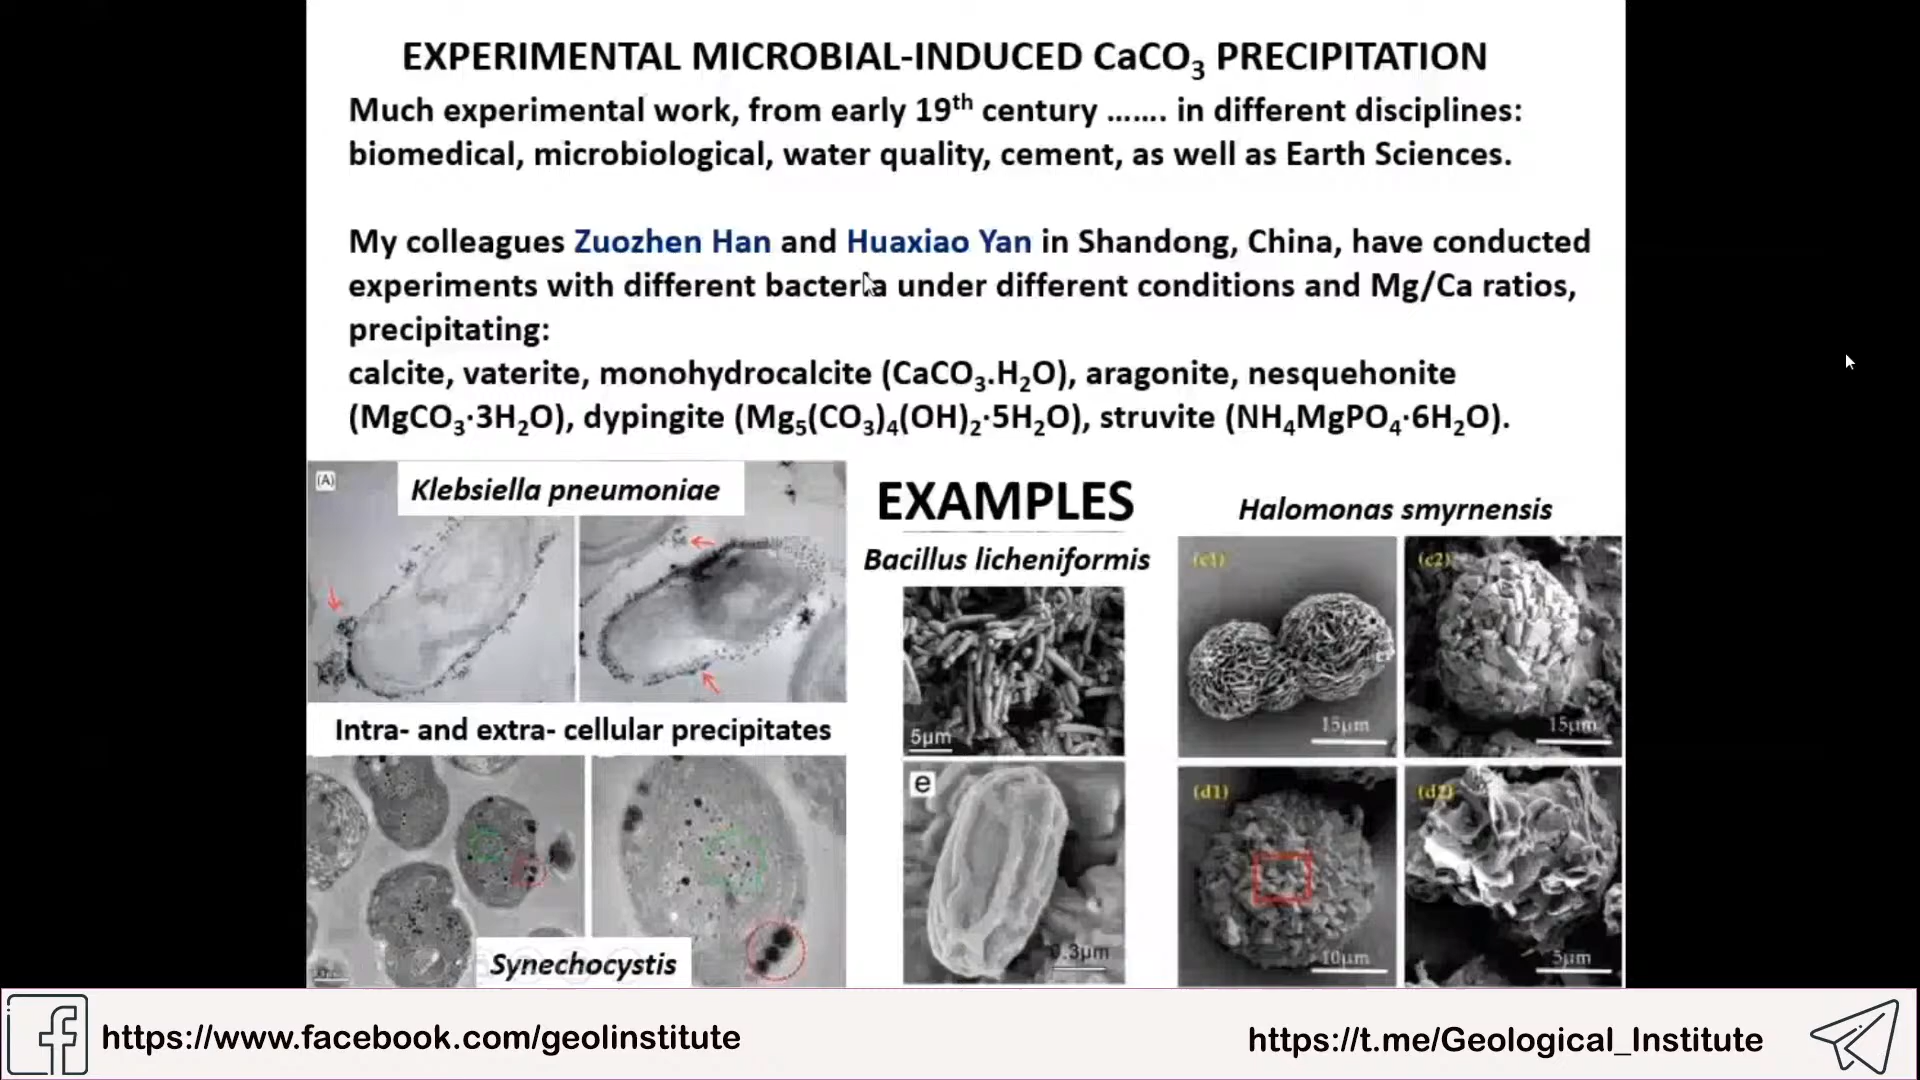 EXPERIMENTAL MICROBIAL-INDUCED CaCO₃ PRECIPITATION
Much experimental work, from early 19th century ....... in different disciplines:
biomedical, microbiological, water quality, cement, as well as Earth Sciences.
My colleagues Zuozhen Han and Huaxiao Yan in Shandong, China, have conducted
experiments with different bacteria under different conditions and Mg/Ca ratios,
precipitating:
calcite, vaterite, monohydrocalcite (CaCO₃.H₂O), aragonite, nesquehonite
(MgCO₃·3H₂O), dypingite (Mg₅(CO₃)₄(OH)₂·5H₂O), struvite (NH₄MgPO₄·6H₂O).
(A)
Klebsiella pneumoniae
Intra- and extra- cellular precipitates
Synechocystis
EXAMPLES
Bacillus licheniformis
5μm
e
0.3μm
Halomonas smyrnensis
(c1)
15μm
(c2)
15μm
(d1)
10μm
(d2)
5μm
https://www.facebook.com/geolinstitute
https://t.me/Geological_Institute